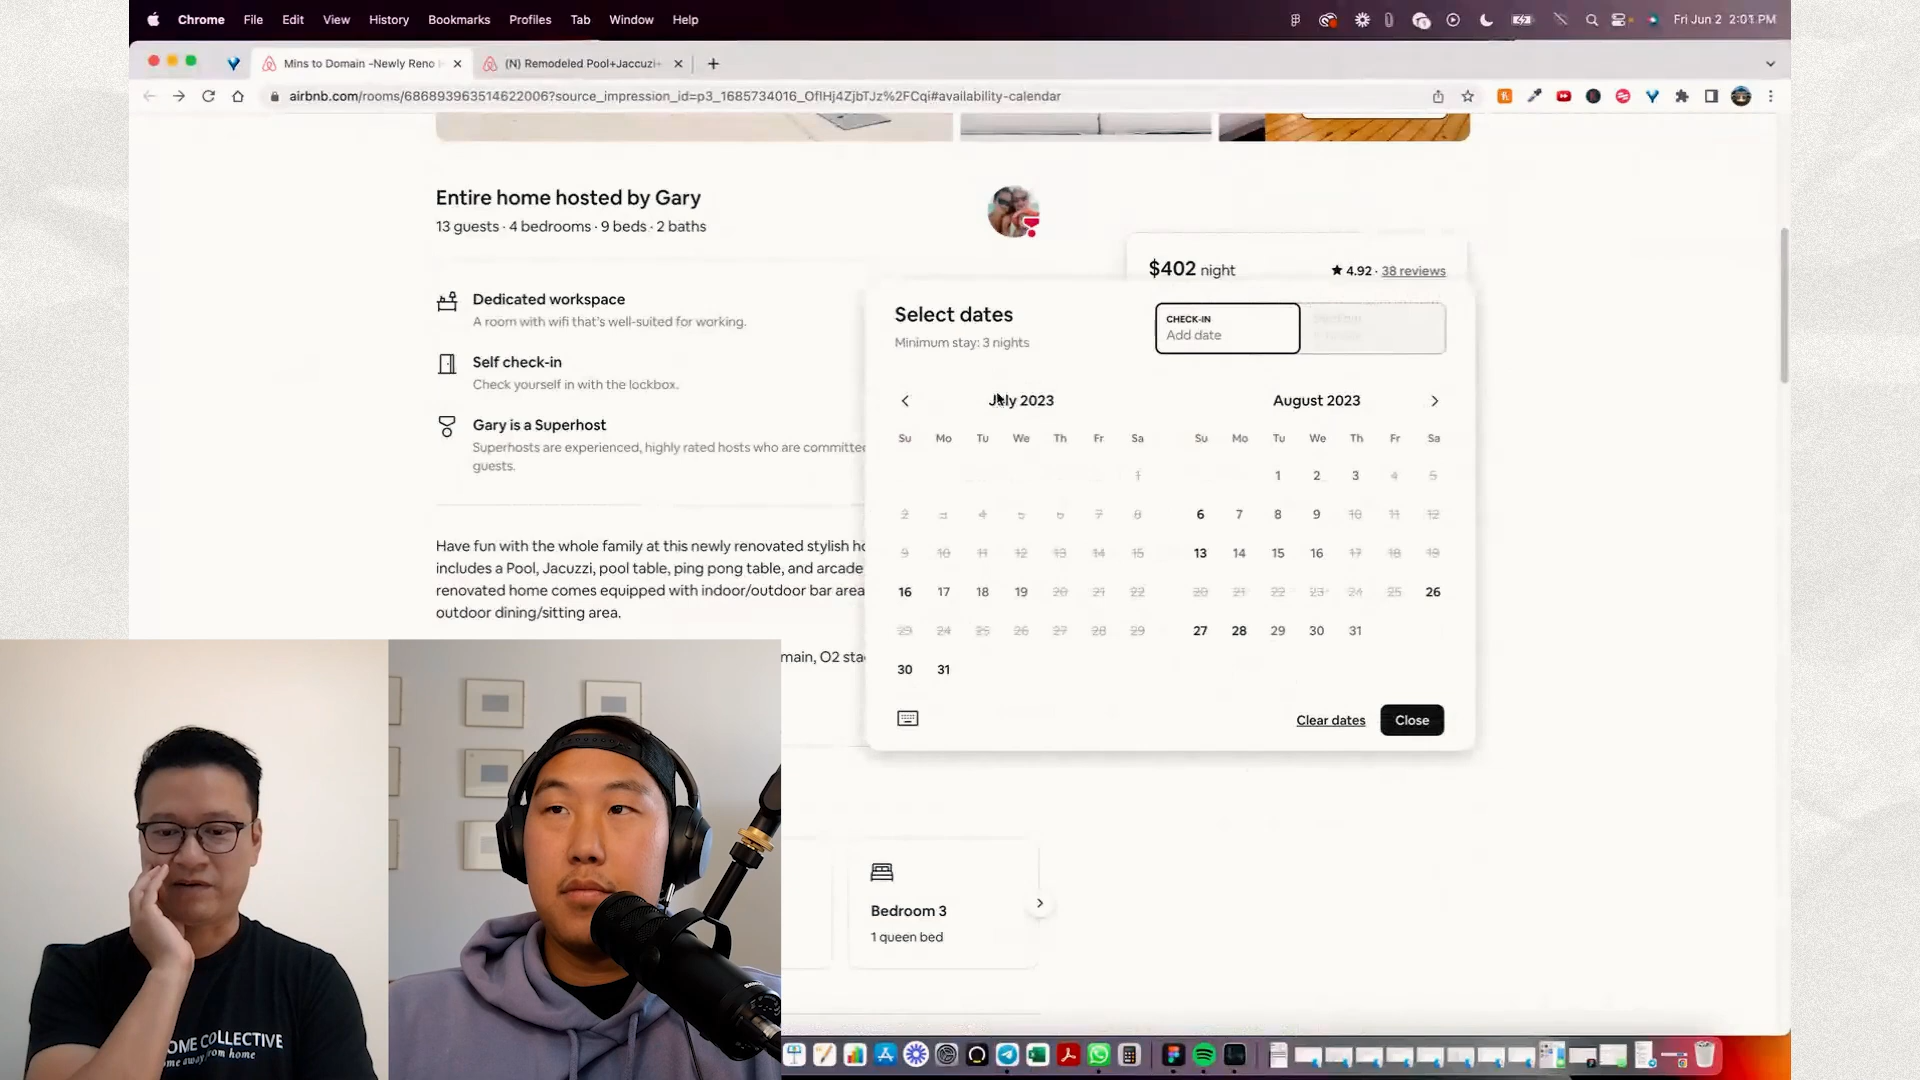 Chrome File Edit View History Bookmarks Profiles Tab Window Help
Fri Jun 2 2:01 PM
Mins to Domain -Newly Reno
(N) Remodeled Pool+Jaccuzi+
airbnb.com/rooms/686893963514622006?source_impression_id=p3_1685734016_OflHj4ZjbTJz%2FCqi#availability-calendar
Entire home hosted by Gary
13 guests · 4 bedrooms · 9 beds · 2 baths
$402 night
★ 4.92 · 38 reviews
Dedicated workspace
A room with wifi that's well-suited for working.
Self check-in
Check yourself in with the lockbox.
Gary is a Superhost
Superhosts are experienced, highly rated hosts who are committed
guests.
Select dates
Minimum stay: 3 nights
CHECK-IN
Add date
July 2023
Su Mo Tu We Th Fr Sa
1
2 3 4 5 6 7 8
9 10 11 12 13 14 15
16 17 18 19 20 21 22
23 24 25 26 27 28 29
30 31
August 2023
Su Mo Tu We Th Fr Sa
1 2 3 4 5
6 7 8 9 10 11 12
13 14 15 16 17 18 19
20 21 22 23 24 25 26
27 28 29 30 31
Clear dates
Close
Have fun with the whole family at this newly renovated stylish
includes a Pool, Jacuzzi, pool table, ping pong table, and arcade
renovated home comes equipped with indoor/outdoor bar area
outdoor dining/sitting area.
main, O2
Bedroom 3
1 queen bed
OME COLLECTIVE
me away from home